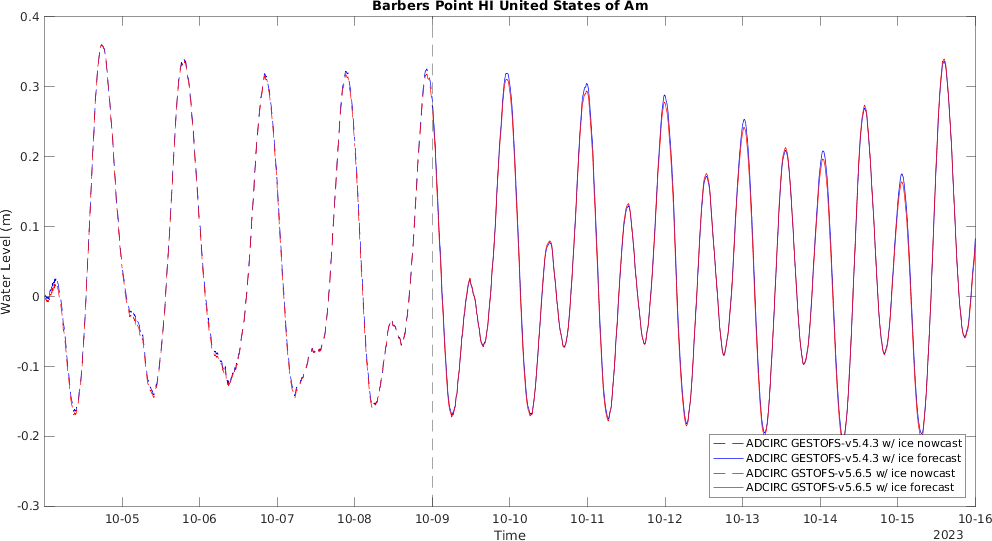 Barbers Point HI United States of Am
Water Level (m)
0.4
0.3
0.2
0.1
0
-0.1
-0.2
-0.3
ADCIRC GESTOFS-v5.4.3 w/ ice nowcast
ADCIRC GESTOFS-v5.4.3 w/ ice forecast
ADCIRC GSTOFS-v5.6.5 w/ ice nowcast
ADCIRC GSTOFS-v5.6.5 w/ ice forecast
10-05 10-06 10-07 10-08 10-09 10-10 10-11 10-12 10-13 10-14 10-15 10-16
Time
2023